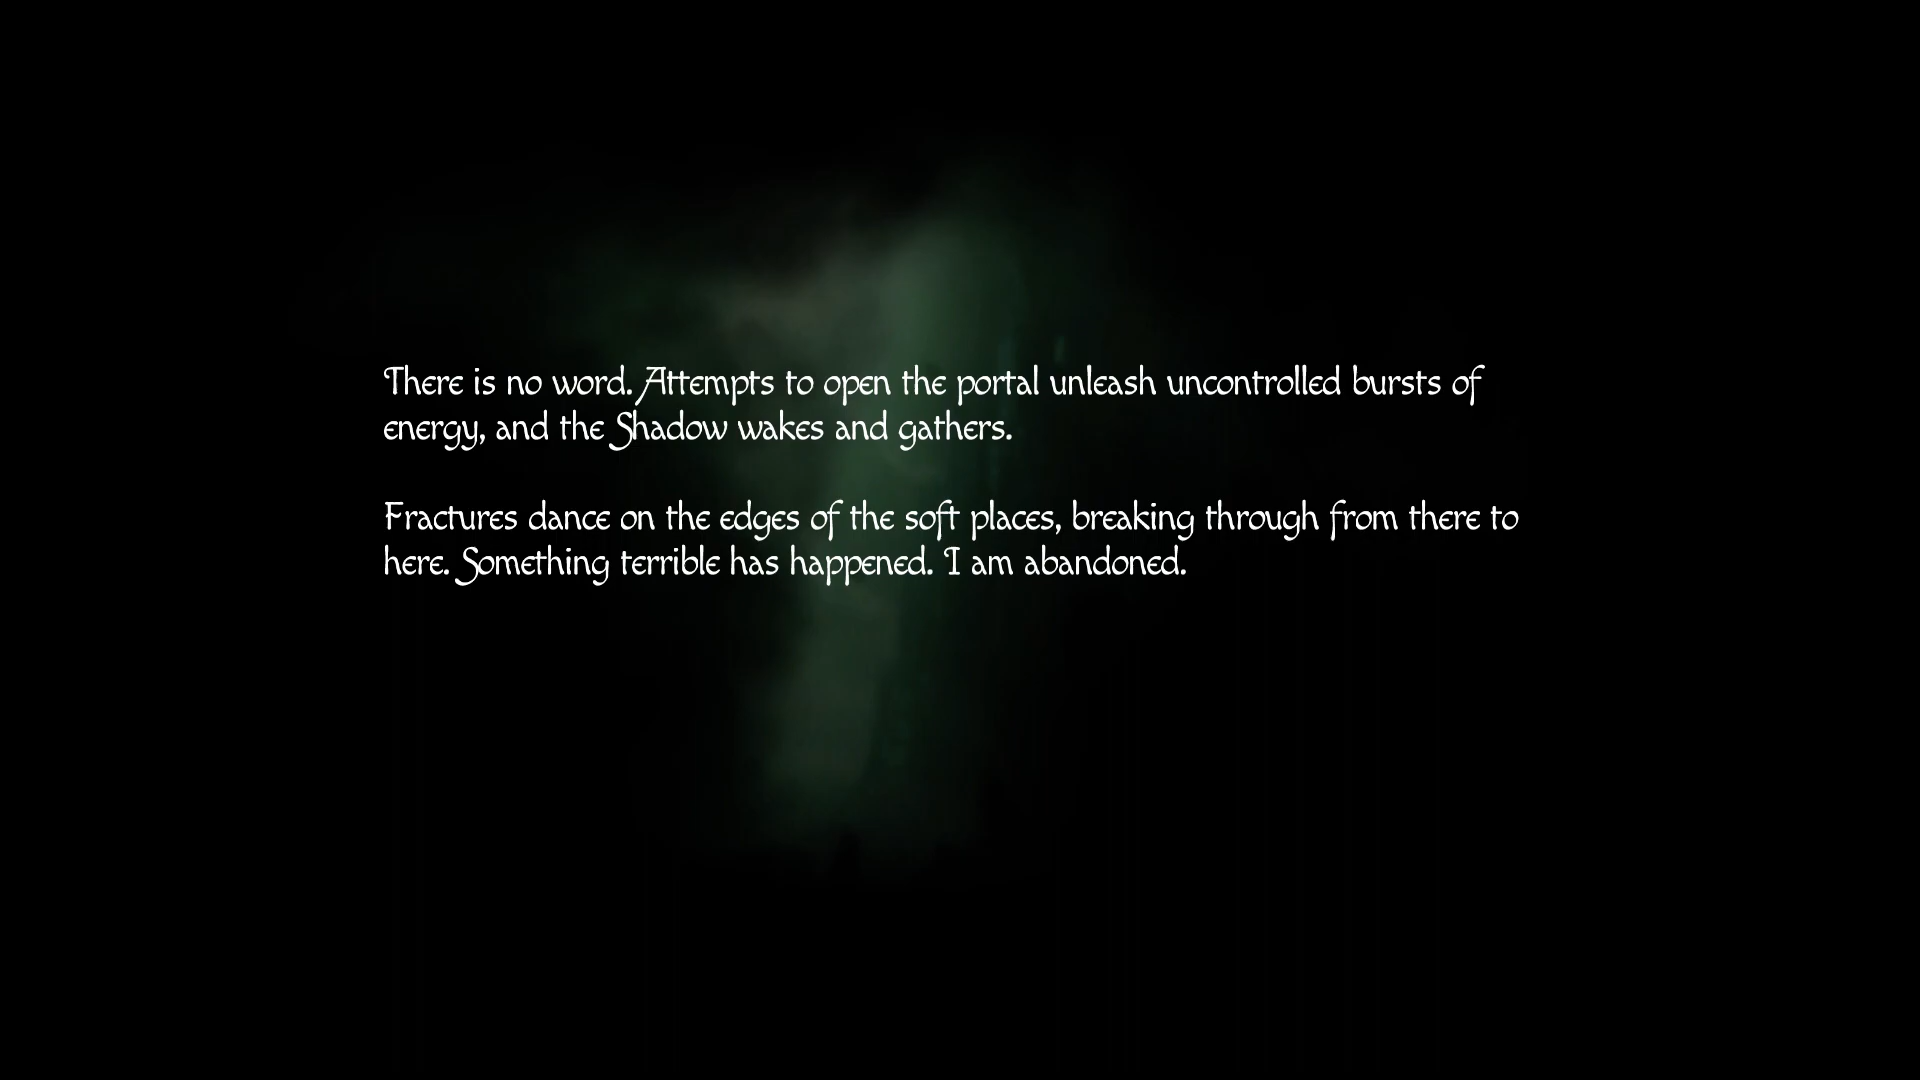 There is no word. Attempts to open the portal unleash uncontrolled bursts of
energy, and the Shadow wakes and gathers.
Fractures dance on the edges of the soft places, breaking through from there to
here. Something terrible has happened. I am abandoned.